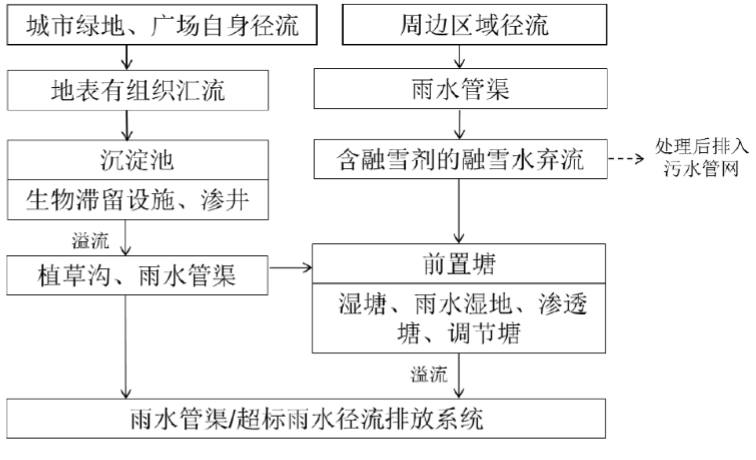 城市绿地、广场自身径流
周边区域径流
地表有组织汇流
雨水管渠
沉淀池
生物滞留设施、渗井
含融雪剂的融雪水弃流
处理后排入
污水管网
溢流
植草沟、雨水管渠
前置塘
湿塘、雨水湿地、渗透
塘、调节塘
溢流
雨水管渠/超标雨水径流排放系统